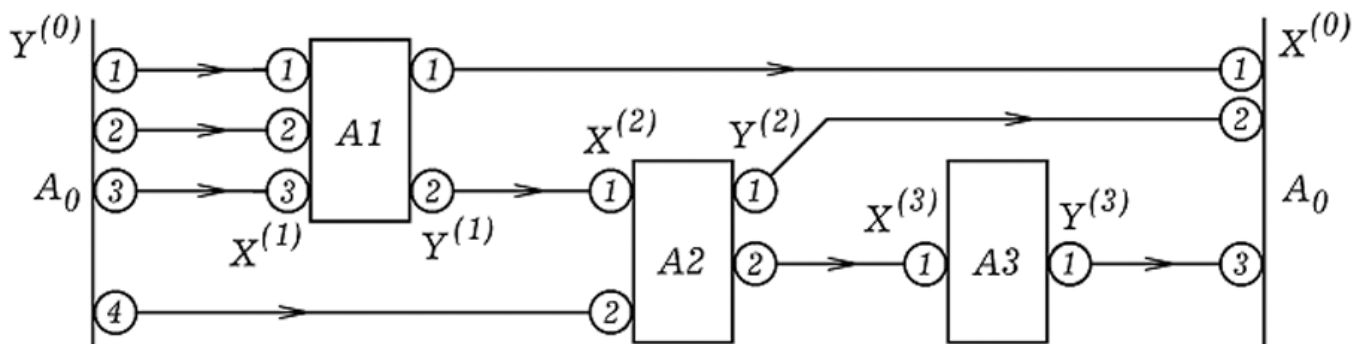 Y^(0) X^(0)
1 1 1 1
2
2 2 A1 X^(2) Y^(2)
A_0 3 3 2 1 1 X^(3) Y^(3) A_0
X^(1) Y^(1)
A2 2 1 A3 1 3
4 2